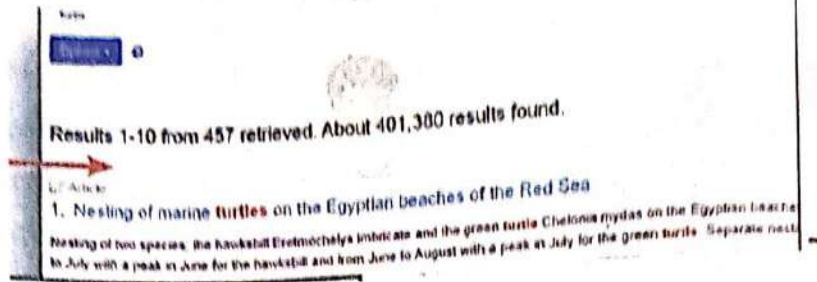 Results 1-10 from 457 retrieved. About 401,380 results found.
Article
1. Nesting of marine turtles on the Egyptian beaches of the Red Sea
Nesting of two species, the hawksbill Eretmochelys imbricata and the green turtle Chelonia mydas on the Egyptian beache
to July with a peak in June for the hawksbill and from June to August with a peak in July for the green turtle. Separate nest